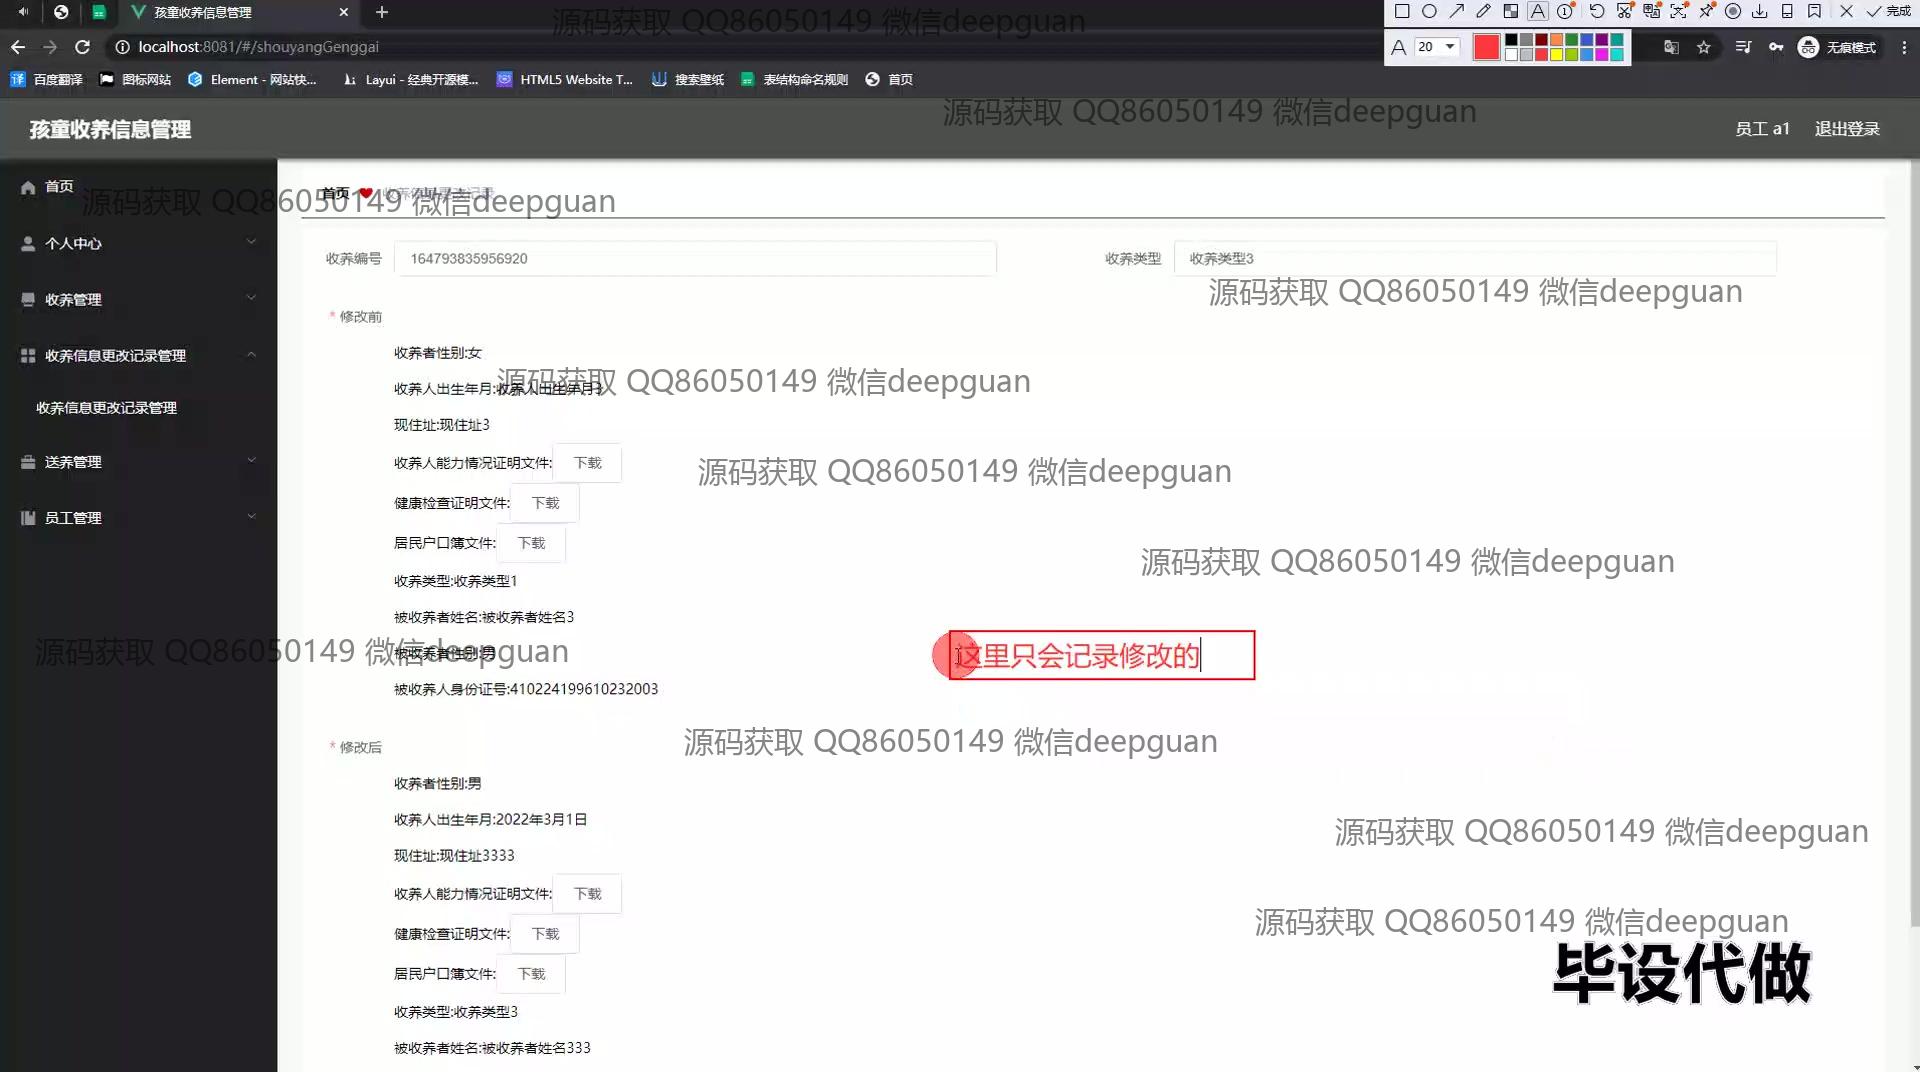 孩童收养信息管理
localhost:8081/#/shouyangGenggai
20
完成
无痕模式
百度翻译
图标网站
Element - 网站快...
Layui - 经典开源模...
HTML5 Website T...
搜索壁纸
表结构命名规则
首页
源码获取 QQ86050149 微信deepguan
源码获取 QQ86050149 微信deepguan
孩童收养信息管理
员工 a1
退出登录
首页
个人中心
收养管理
收养信息更改记录管理
收养信息更改记录管理
送养管理
员工管理
首页
收养信息更改记录
源码获取 QQ86050149 微信deepguan
收养编号 164793835956920
收养类型 收养类型3
源码获取 QQ86050149 微信deepguan
* 修改前
收养者性别:女
收养人出生年月:收养人出生年月3
源码获取 QQ86050149 微信deepguan
现住址:现住址3
收养人能力情况证明文件: 下载
源码获取 QQ86050149 微信deepguan
健康检查证明文件: 下载
居民户口簿文件: 下载
源码获取 QQ86050149 微信deepguan
收养类型:收养类型1
被收养者姓名:被收养者姓名3
被收养者性别:男
源码获取 QQ86050149 微信deepguan
这里只会记录修改的
被收养人身份证号:410224199610232003
* 修改后
源码获取 QQ86050149 微信deepguan
收养者性别:男
收养人出生年月:2022年3月1日
源码获取 QQ86050149 微信deepguan
现住址:现住址3333
收养人能力情况证明文件: 下载
健康检查证明文件: 下载
源码获取 QQ86050149 微信deepguan
居民户口簿文件: 下载
毕设代做
收养类型:收养类型3
被收养者姓名:被收养者姓名333